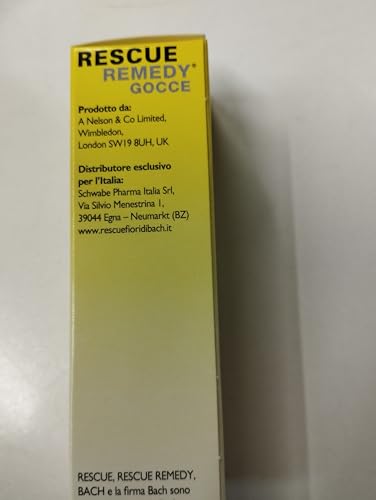 RESCUE
REMEDY®
GOCCE
Prodotto da:
A Nelson & Co Limited,
Wimbledon,
London SW19 8UH, UK
Distributore esclusivo
per l'Italia:
Schwabe Pharma Italia Srl,
Via Silvio Menestrina 1,
39044 Egna – Neumarkt (BZ)
www.rescuefioridibach.it
RESCUE, RESCUE REMEDY,
BACH e la firma Bach sono